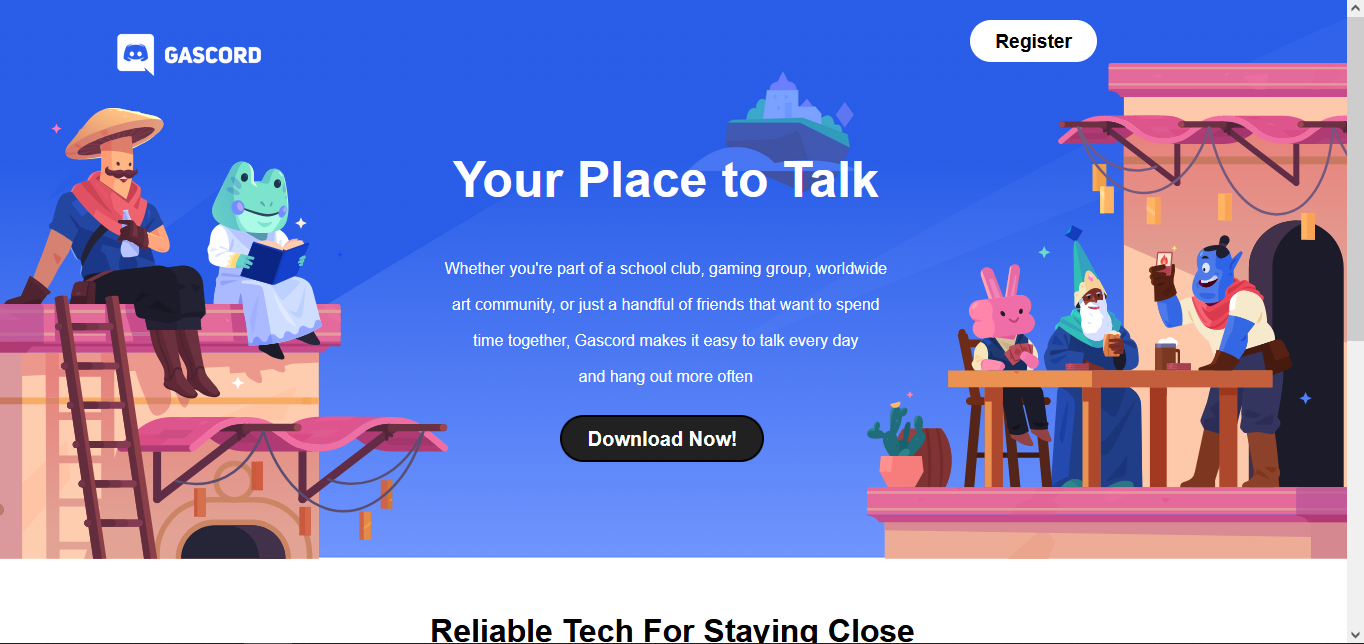 GASCORD
Register
Your Place to Talk
Whether you're part of a school club, gaming group, worldwide
art community, or just a handful of friends that want to spend
time together, Gascord makes it easy to talk every day
and hang out more often
Download Now!
Reliable Tech For Staying Close